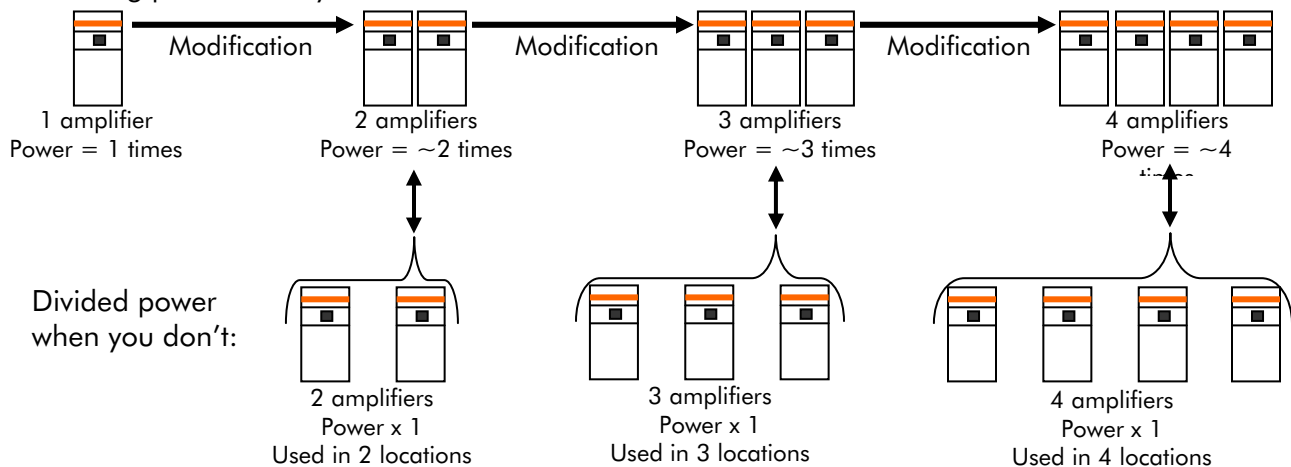 Modification
Modification
Modification
1 amplifier
Power = 1 times
2 amplifiers
Power = ~2 times
3 amplifiers
Power = ~3 times
4 amplifiers
Power = ~4
Divided power
when you don't:
2 amplifiers
Power x 1
Used in 2 locations
3 amplifiers
Power x 1
Used in 3 locations
4 amplifiers
Power x 1
Used in 4 locations